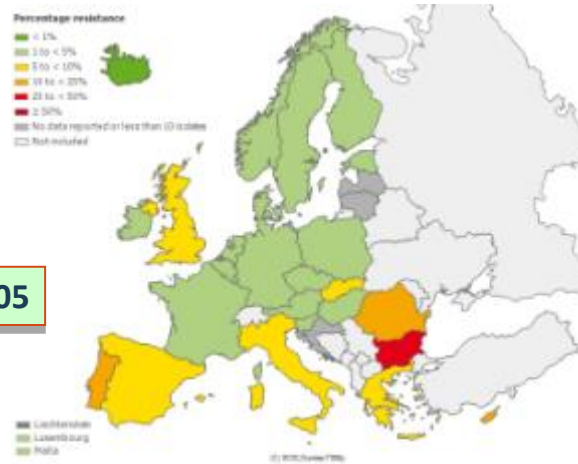 Percentage resistance
< 1%
1 to < 5%
5 to < 10%
10 to < 25%
25 to < 50%
≥ 50%
No data reported or less than 10 isolates
Not included
05
Liechtenstein
Luxembourg
Malta